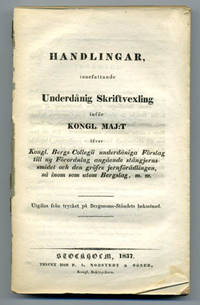 HANDLINGAR,
innefattande
Underdånig Skriftvexling
inför
KONGL MAJ:T
öfver
Kongl. Bergs Collegii underdåniga Förslag
till ny Förordning angående stångjerns-
smidet och den gröfre jernförädlingen,
så inom som utom Bergslag, m. m.
Utgifne från trycket på Bergsmans-Ståndets bekostnad.
STOCKHOLM, 1837.
TRYCKT HOS P. A. NORSTEDT & SÖNER,
Kongl. Boktryckare.